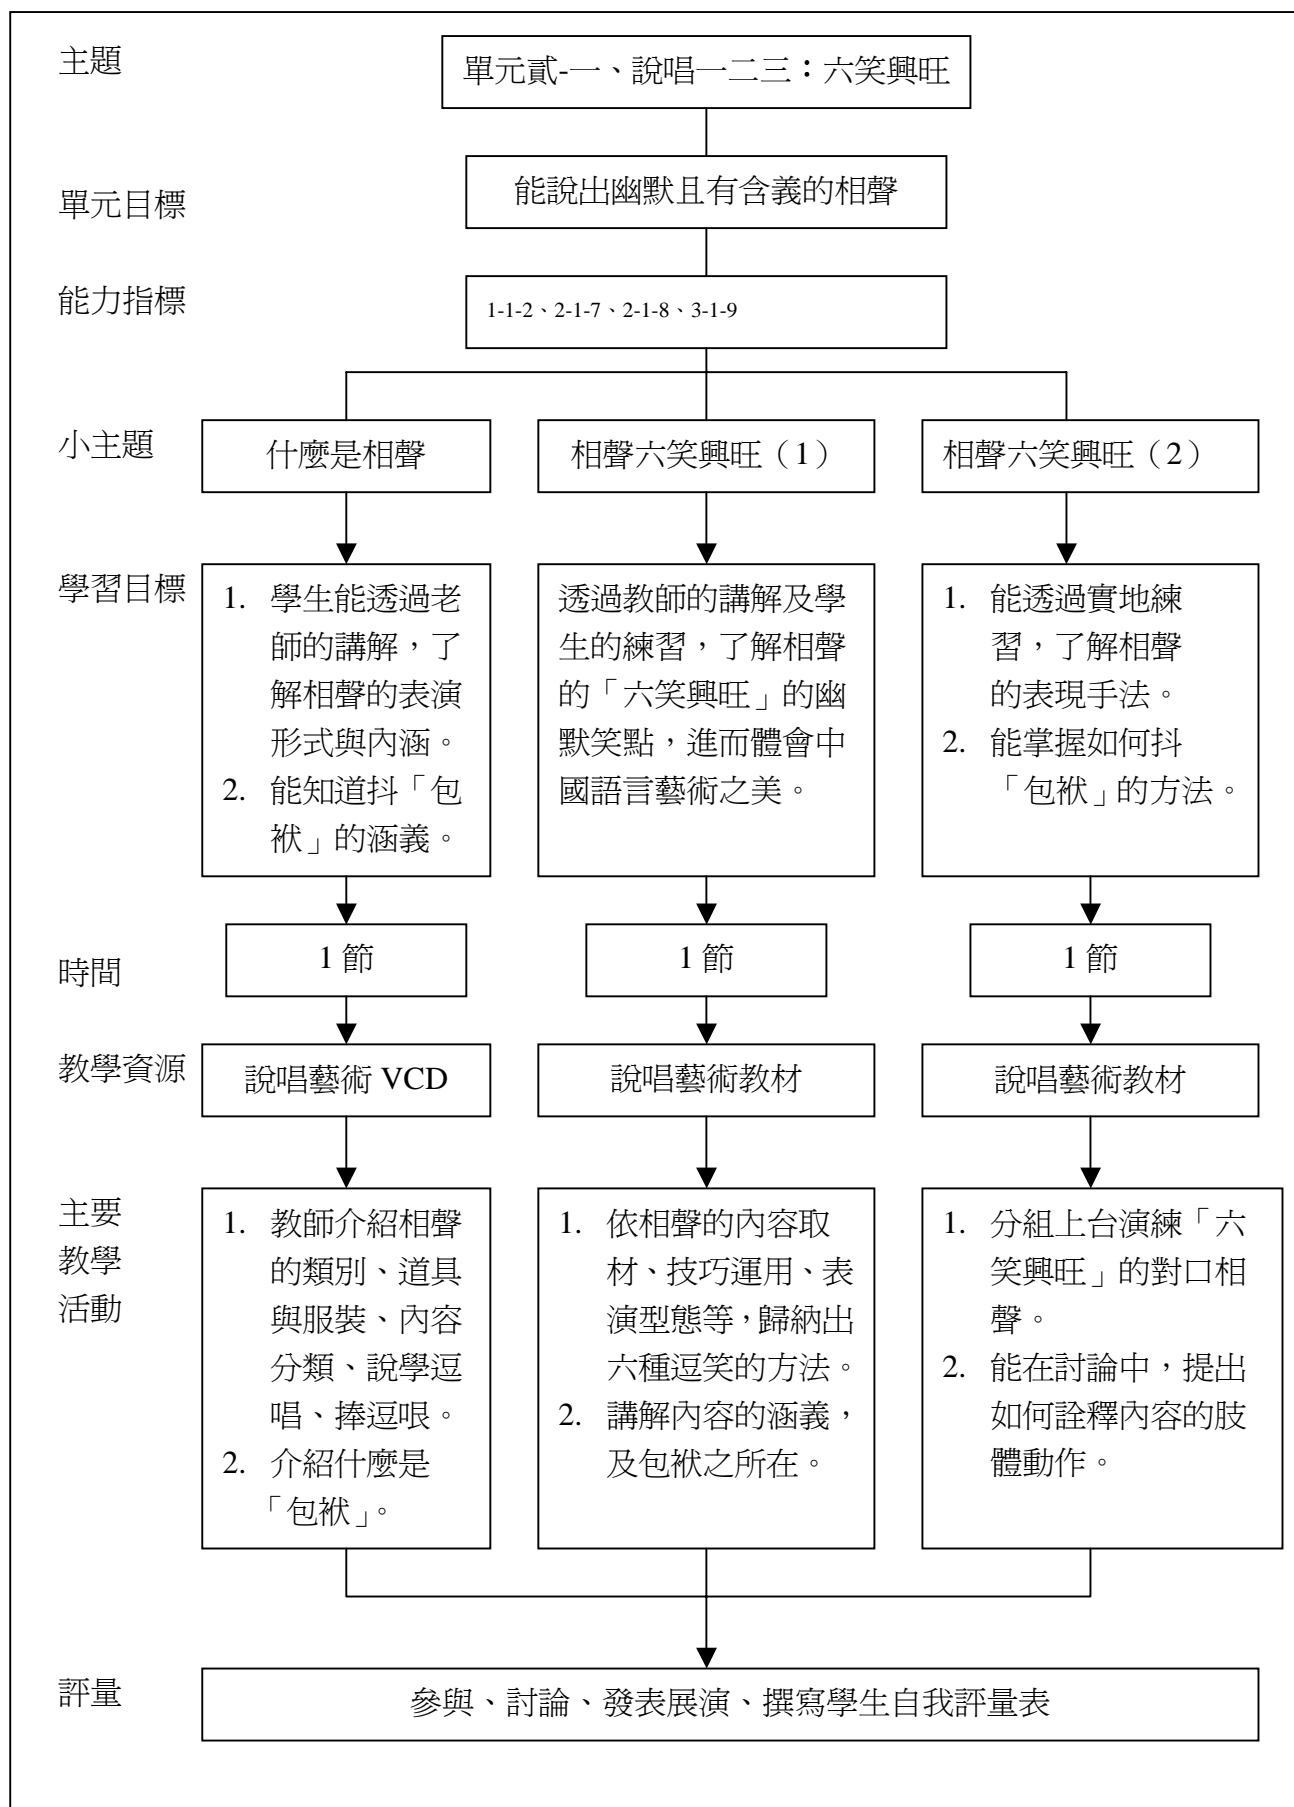 主題
單元貳-一、說唱一二三：六笑興旺
單元目標
能說出幽默且有含義的相聲
能力指標
1-1-2、2-1-7、2-1-8、3-1-9
小主題
什麼是相聲
相聲六笑興旺（1）
相聲六笑興旺（2）
學習目標
1. 學生能透過老
師的講解，了
解相聲的表演
形式與內涵。
2. 能知道抖「包
袱」的涵義。
透過教師的講解及學
生的練習，了解相聲
的「六笑興旺」的幽
默笑點，進而體會中
國語言藝術之美。
1. 能透過實地練
習，了解相聲
的表現手法。
2. 能掌握如何抖
「包袱」的方法。
時間
1 節
1 節
1 節
教學資源
說唱藝術 VCD
說唱藝術教材
說唱藝術教材
主要
教學
活動
1. 教師介紹相聲
的類別、道具
與服裝、內容
分類、說學逗
唱、捧逗哏。
2. 介紹什麼是
「包袱」。
1. 依相聲的內容取
材、技巧運用、表
演型態等，歸納出
六種逗笑的方法。
2. 講解內容的涵義，
及包袱之所在。
1. 分組上台演練「六
笑興旺」的對口相
聲。
2. 能在討論中，提出
如何詮釋內容的肢
體動作。
評量
參與、討論、發表展演、撰寫學生自我評量表